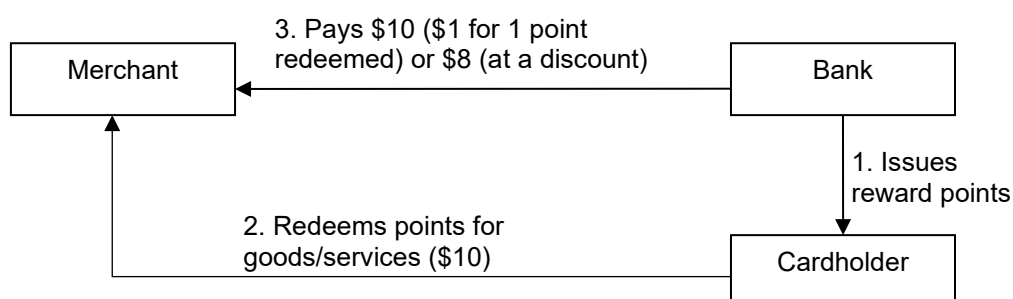 3. Pays $10 ($1 for 1 point
redeemed) or $8 (at a discount)
Merchant
Bank
1. Issues
reward points
2. Redeems points for
goods/services ($10)
Cardholder